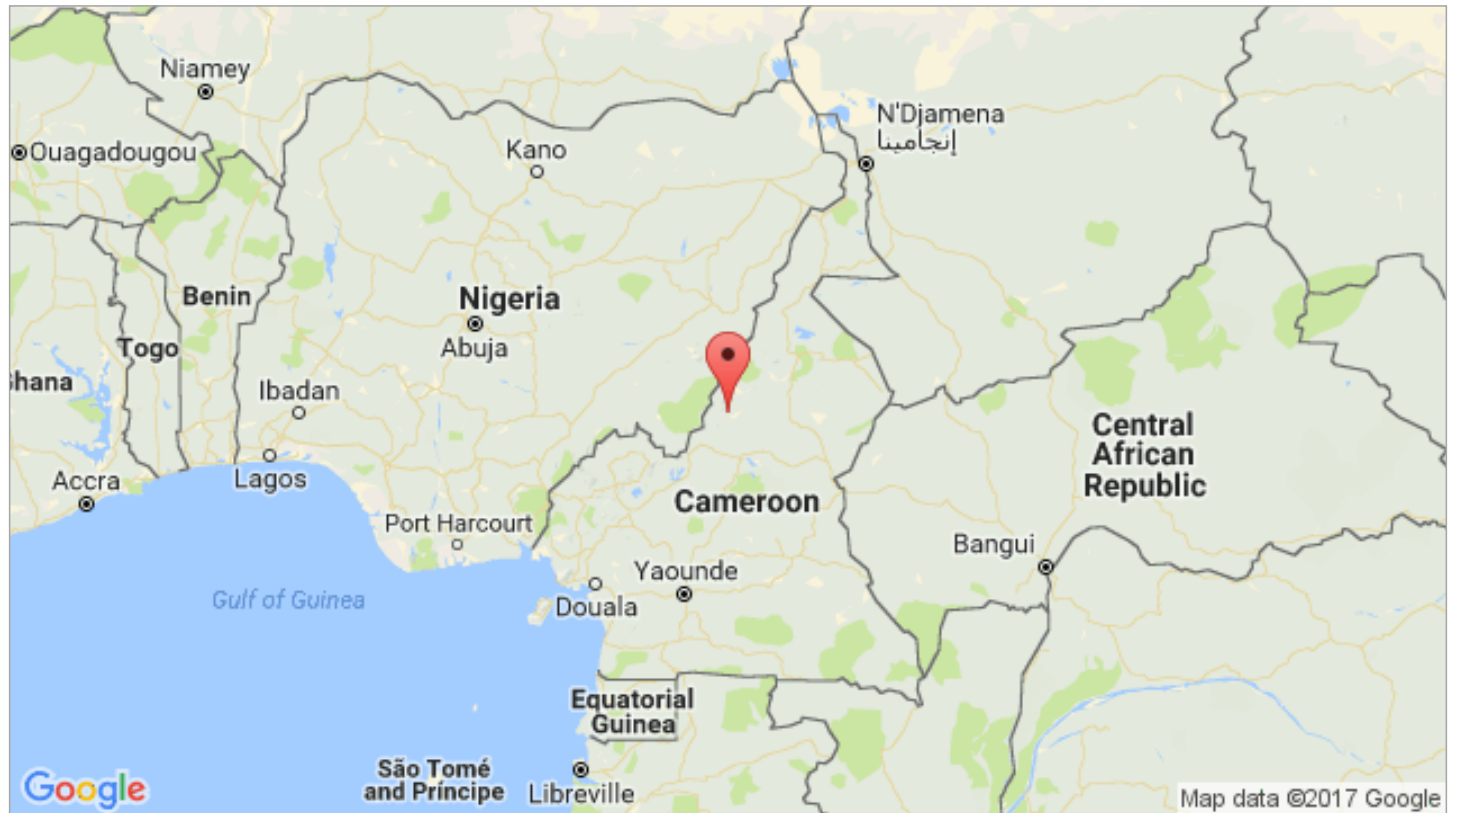 Niamey
N'Djamena
إنجامينا
Ouagadougou
Kano
Benin
Nigeria
Togo
Abuja
Ghana
Ibadan
Central
African
Republic
Lagos
Accra
Cameroon
Port Harcourt
Bangui
Yaounde
Gulf of Guinea
Douala
Equatorial
Guinea
São Tomé
and Príncipe
Libreville
Google
Map data ©2017 Google